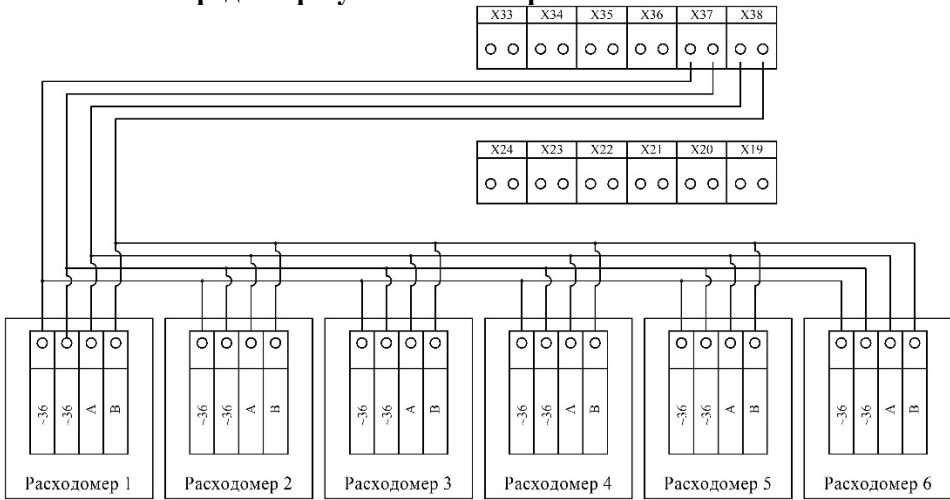 X33 X34 X35 X36 X37 X38
X24 X23 X22 X21 X20 X19
~36 ~36 A B ~36 ~36 A B ~36 ~36 A B ~36 ~36 A B ~36 ~36 A B ~36 ~36 A B
Расходомер 1 Расходомер 2 Расходомер 3 Расходомер 4 Расходомер 5 Расходомер 6